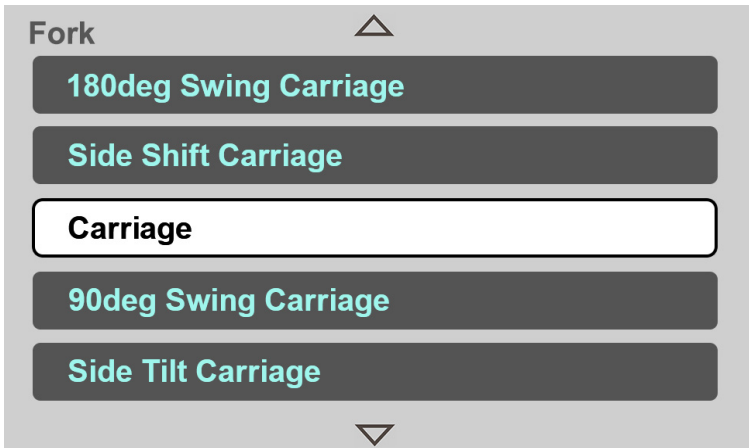 Fork
180deg Swing Carriage
Side Shift Carriage
Carriage
90deg Swing Carriage
Side Tilt Carriage